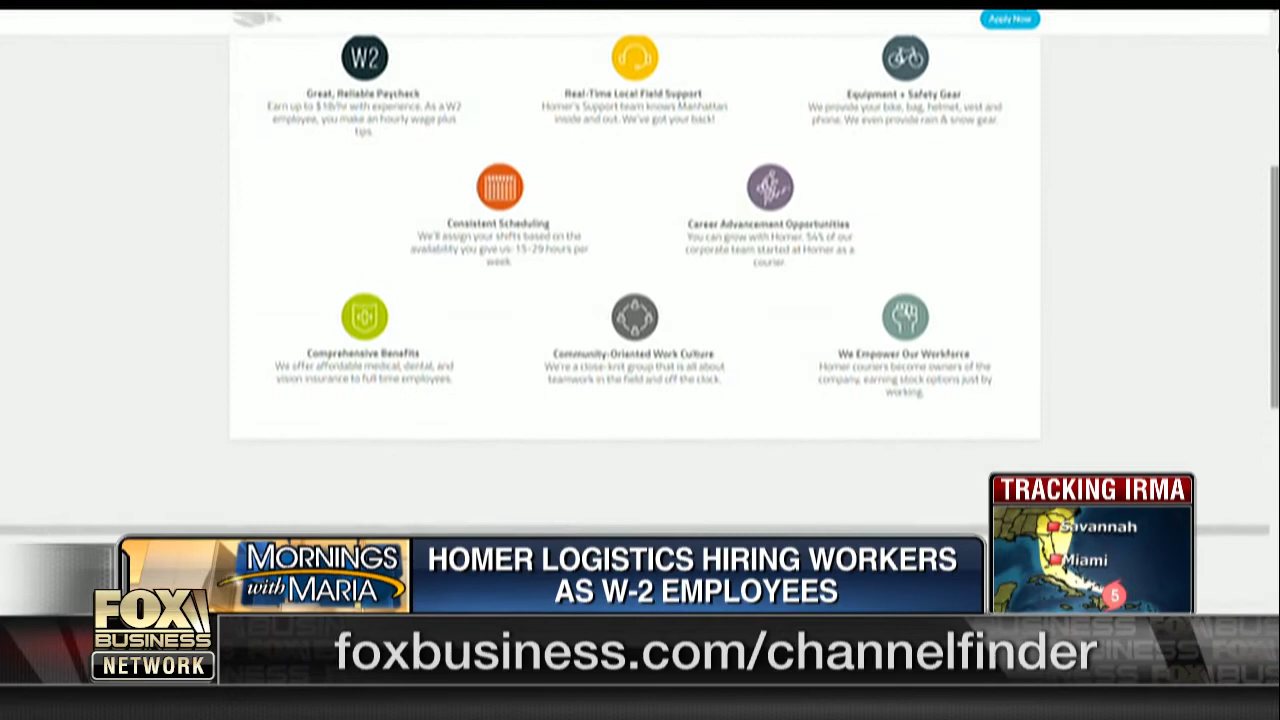 Apply Now
W2
Great, Reliable Paycheck
Earn up to $18/hr with experience. As a W2
employee, you make an hourly wage plus
tips.
Real-Time Local Field Support
Homer's Support team knows Manhattan
inside and out. We've got your back!
Equipment + Safety Gear
We provide your bike, bag, helmet, vest and
phone. We even provide rain & snow gear.
Consistent Scheduling
We'll assign your shifts based on the
availability you give us: 15-29 hours per
week.
Career Advancement Opportunities
You can grow with Homer. 54% of our
corporate team started at Homer as a
courier.
Comprehensive Benefits
We offer affordable medical, dental, and
vision insurance to full time employees.
Community-Oriented Work Culture
We're a close-knit group that is all about
teamwork in the field and off the clock.
We Empower Our Workforce
Homer couriers become owners of the
company, earning stock options just by
working.
TRACKING IRMA
Savannah
Miami
5
MORNINGS
with MARIA
HOMER LOGISTICS HIRING WORKERS
AS W-2 EMPLOYEES
FOX
BUSINESS
NETWORK
foxbusiness.com/channelfinder